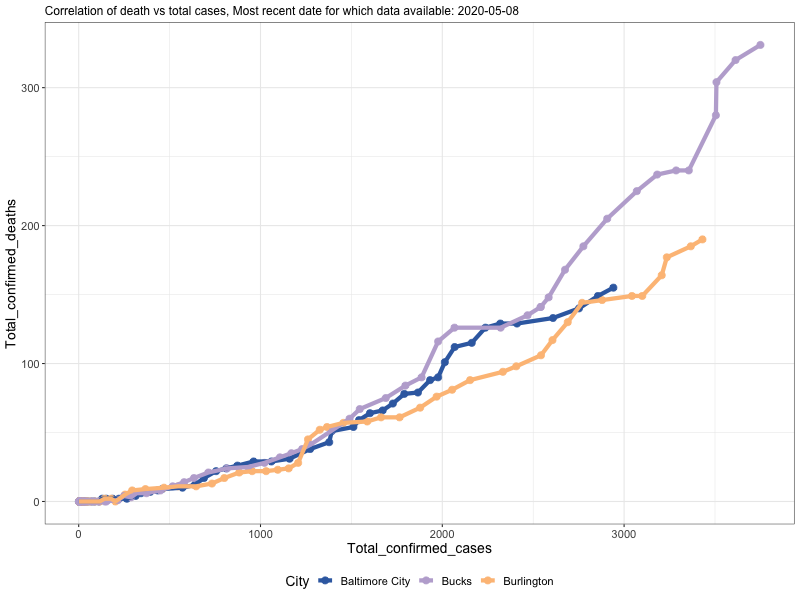 Correlation of death vs total cases, Most recent date for which data available: 2020-05-08
Total_confirmed_deaths
300
200
100
0
0 1000 2000 3000
Total_confirmed_cases
City Baltimore City Bucks Burlington